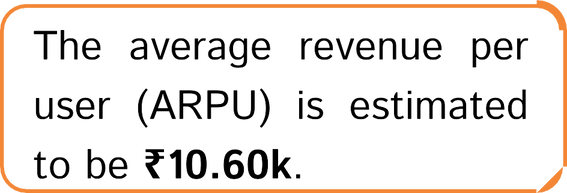 The average revenue per
user (ARPU) is estimated
to be ₹10.60k.